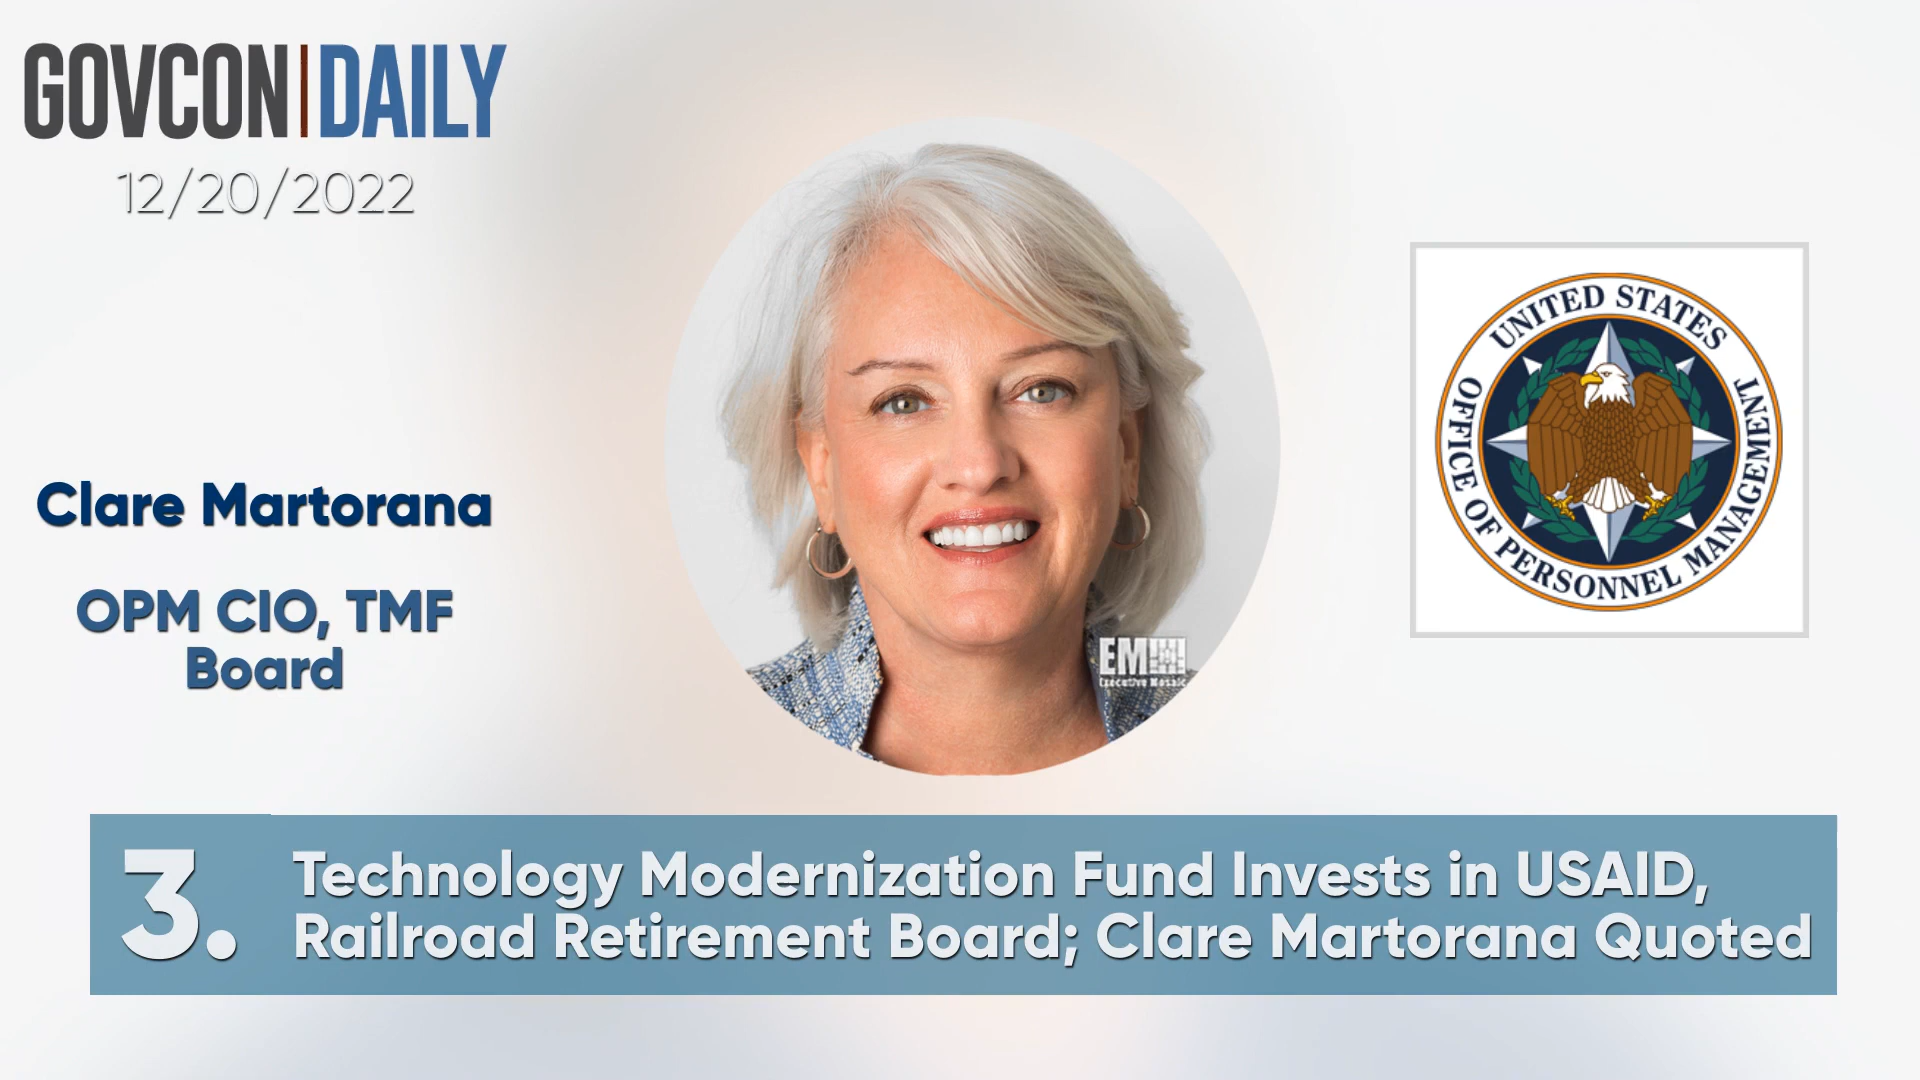 GOVCON|DAILY
12/20/2022
Clare Martorana
OPM CIO, TMF
Board
EM
Executive Mosaic
UNITED STATES
OFFICE OF PERSONNEL MANAGEMENT
3.
Technology Modernization Fund Invests in USAID,
Railroad Retirement Board; Clare Martorana Quoted